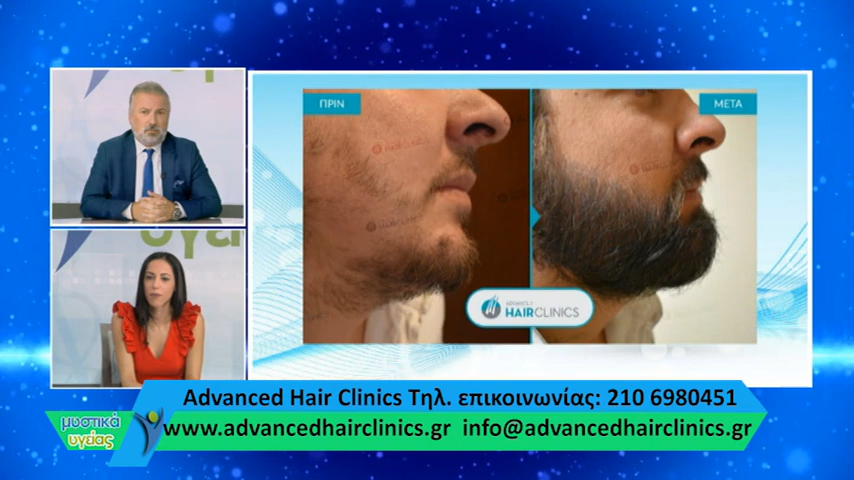 ΠΡΙΝ
ΜΕΤΑ
HAIRCLINICS
Advanced Hair Clinics Τηλ. επικοινωνίας: 210 6980451
www.advancedhairclinics.gr info@advancedhairclinics.gr
μυστικά
υγείας